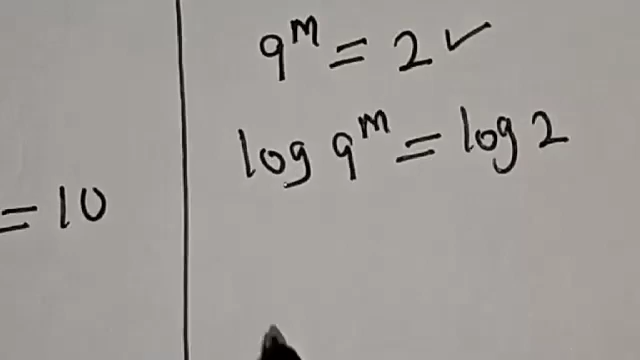 = 10
9^m = 2 ✓
log 9^m = log 2